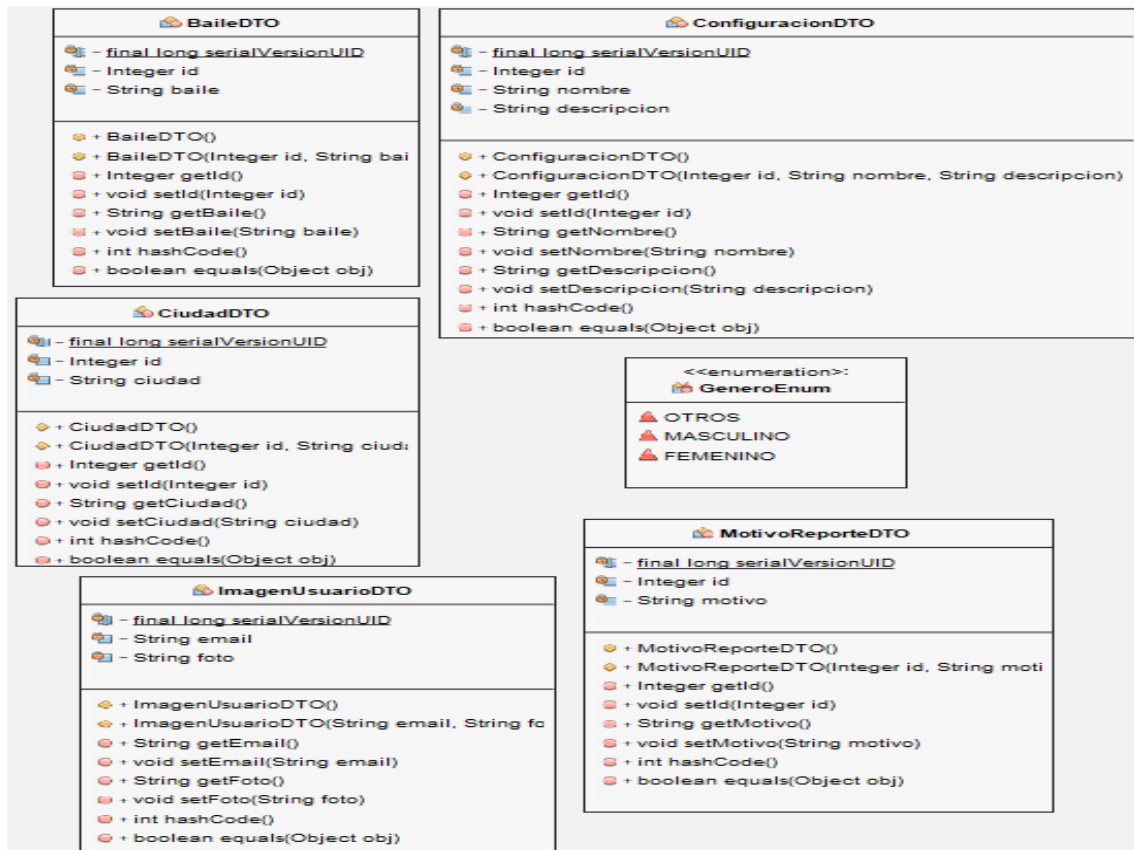 BaileDTO
- final long serialVersionUID
- Integer id
- String baile
+ BaileDTO()
+ BaileDTO(Integer id, String bai
+ Integer getId()
+ void setId(Integer id)
+ String getBaile()
+ void setBaile(String baile)
+ int hashCode()
+ boolean equals(Object obj)
ConfiguracionDTO
- final long serialVersionUID
- Integer id
- String nombre
- String descripcion
+ ConfiguracionDTO()
+ ConfiguracionDTO(Integer id, String nombre, String descripcion)
+ Integer getId()
+ void setId(Integer id)
+ String getNombre()
+ void setNombre(String nombre)
+ String getDescripcion()
+ void setDescripcion(String descripcion)
+ int hashCode()
+ boolean equals(Object obj)
CiudadDTO
- final long serialVersionUID
- Integer id
- String ciudad
+ CiudadDTO()
+ CiudadDTO(Integer id, String ciuda
+ Integer getId()
+ void setId(Integer id)
+ String getCiudad()
+ void setCiudad(String ciudad)
+ int hashCode()
+ boolean equals(Object obj)
<<enumeration>>
GeneroEnum
OTROS
MASCULINO
FEMENINO
ImagenUsuarioDTO
- final long serialVersionUID
- String email
- String foto
+ ImagenUsuarioDTO()
+ ImagenUsuarioDTO(String email, String fo
+ String getEmail()
+ void setEmail(String email)
+ String getFoto()
+ void setFoto(String foto)
+ int hashCode()
+ boolean equals(Object obj)
MotivoReporteDTO
- final long serialVersionUID
- Integer id
- String motivo
+ MotivoReporteDTO()
+ MotivoReporteDTO(Integer id, String moti
+ Integer getId()
+ void setId(Integer id)
+ String getMotivo()
+ void setMotivo(String motivo)
+ int hashCode()
+ boolean equals(Object obj)